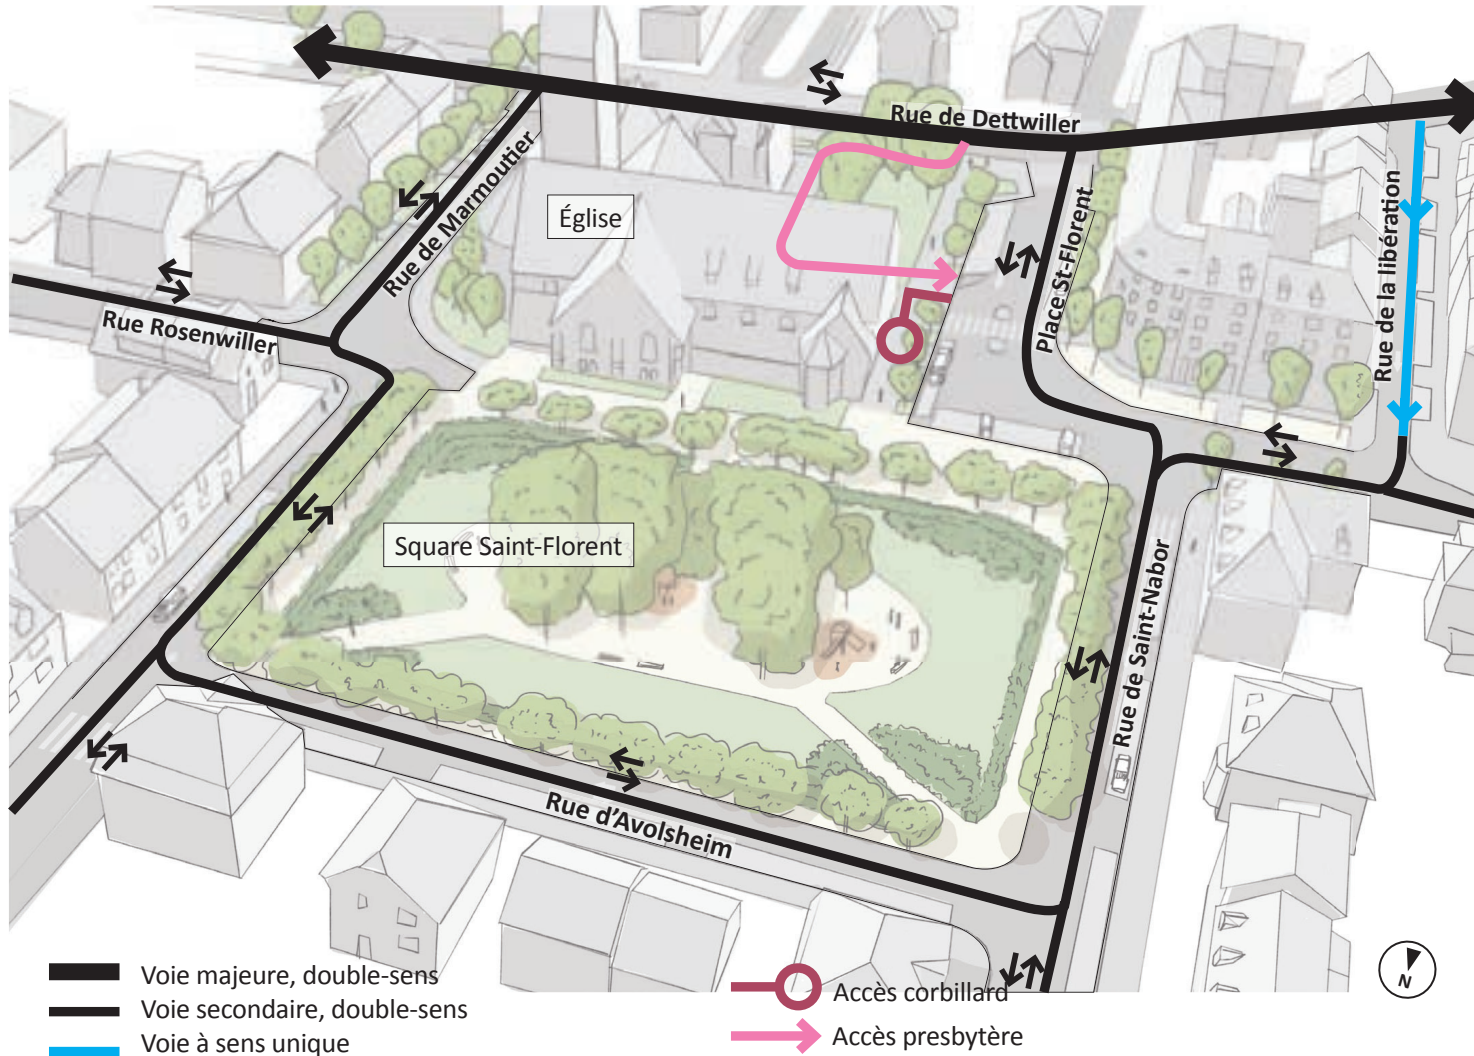 Rue de Dettwiller
Rue de Marmoutier
Église
Place St-Florent
Rue de la libération
Rue Rosenwiller
Square Saint-Florent
Rue de Saint-Nabor
Rue d'Avolsheim
Voie majeure, double-sens
Voie secondaire, double-sens
Voie à sens unique
Accès corbillard
Accès presbytère
N